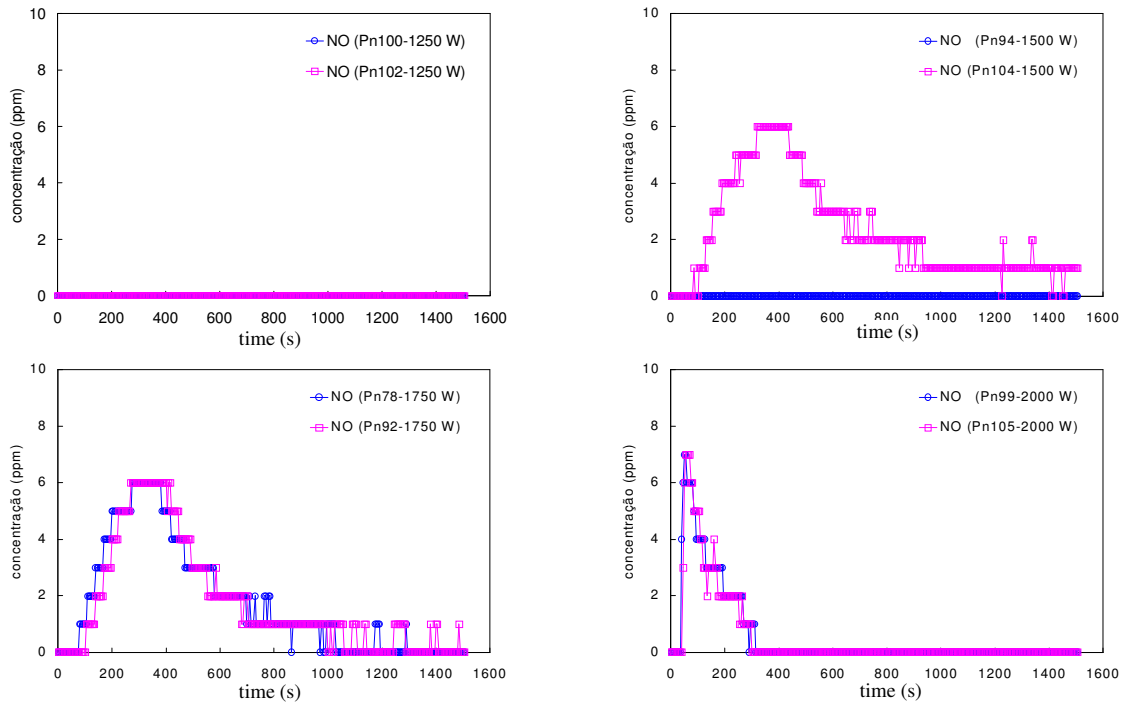 10
8
6
4
2
0
concentração (ppm)
NO (Pn100-1250 W)
NO (Pn102-1250 W)
0 200 400 600 800 1000 1200 1400 1600
time (s)
10
8
6
4
2
0
concentração (ppm)
NO (Pn94-1500 W)
NO (Pn104-1500 W)
0 200 400 600 800 1000 1200 1400 1600
time (s)
10
8
6
4
2
0
concentração (ppm)
NO (Pn78-1750 W)
NO (Pn92-1750 W)
0 200 400 600 800 1000 1200 1400 1600
time (s)
10
8
6
4
2
0
concentração (ppm)
NO (Pn99-2000 W)
NO (Pn105-2000 W)
0 200 400 600 800 1000 1200 1400 1600
time (s)